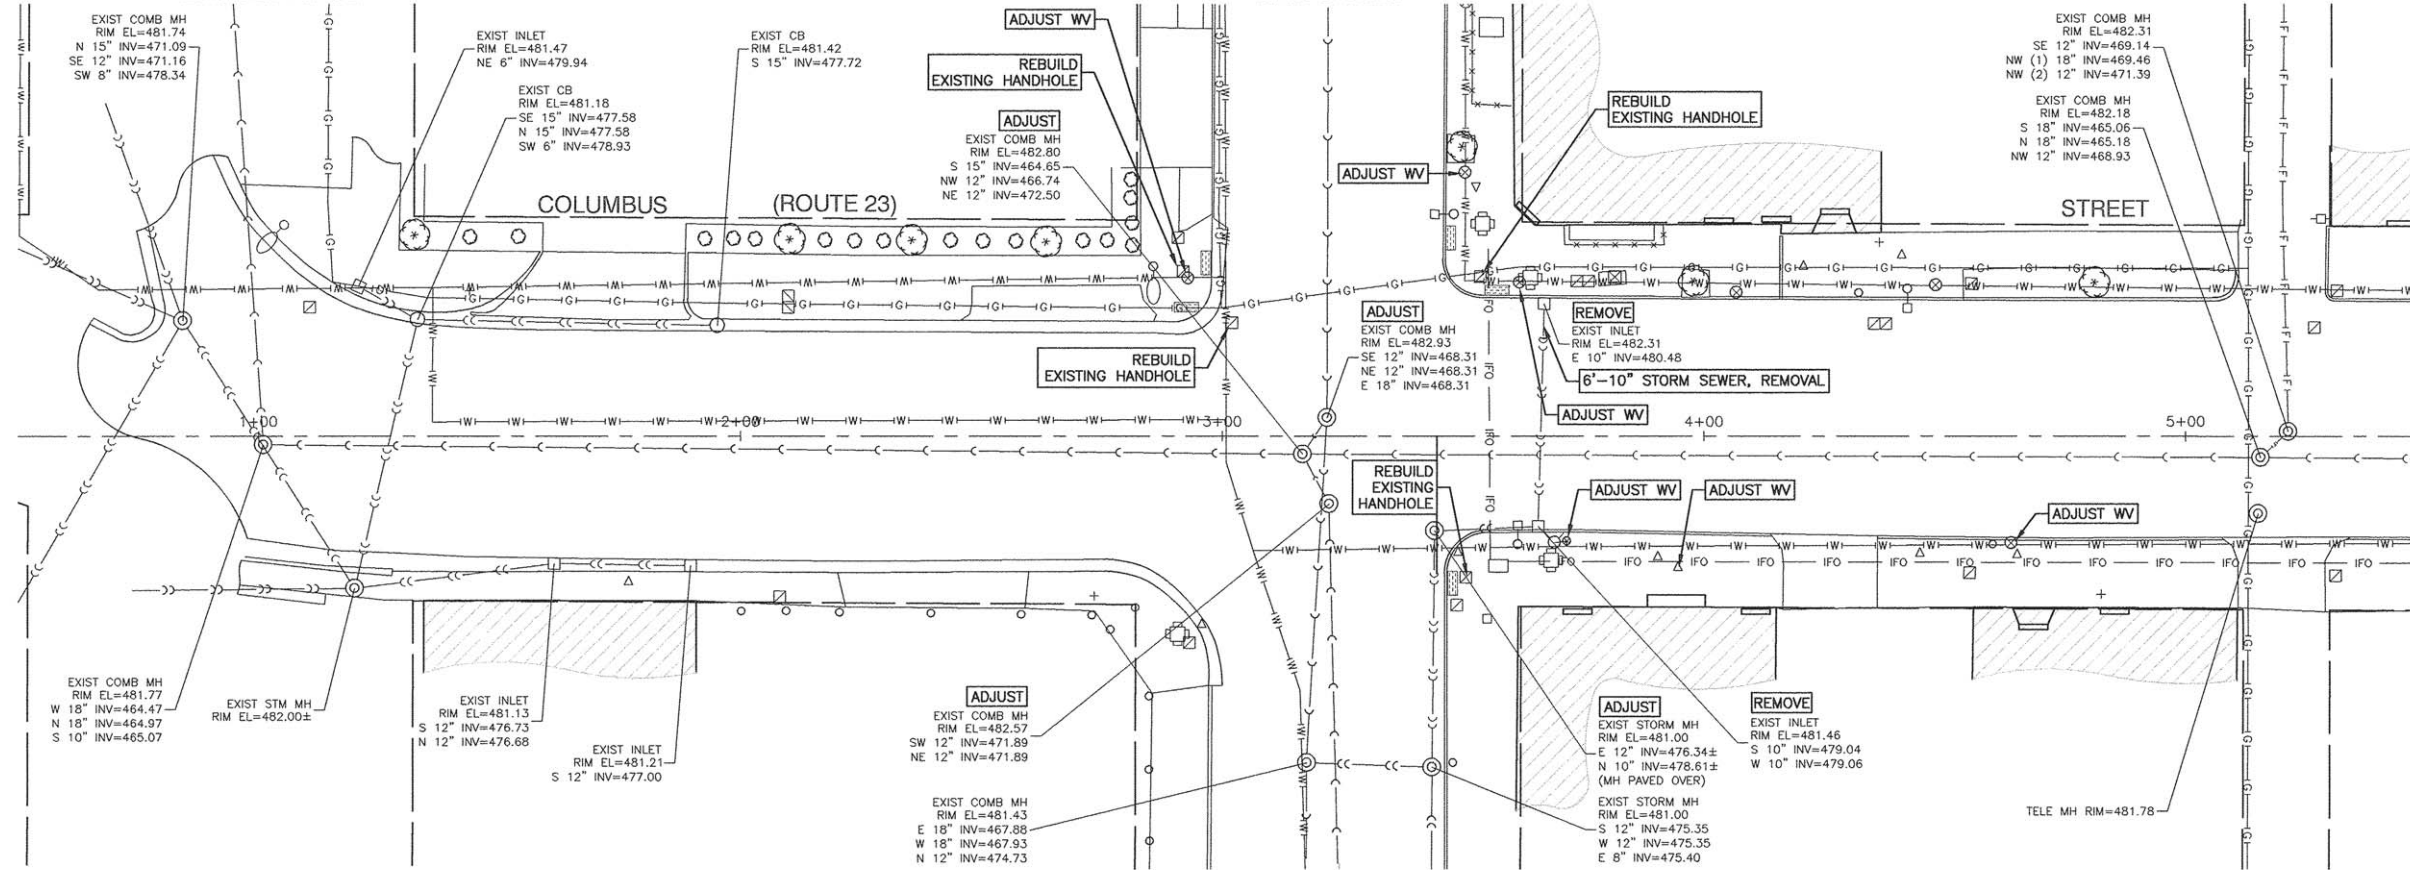 EXIST COMB MH
RIM EL=481.74
N 15" INV=471.09
SE 12" INV=471.16
SW 8" INV=478.34
EXIST INLET
RIM EL=481.47
NE 6" INV=479.94
EXIST CB
RIM EL=481.18
SE 15" INV=477.58
N 15" INV=477.58
SW 6" INV=478.93
EXIST CB
RIM EL=481.42
S 15" INV=477.72
ADJUST WV
REBUILD
EXISTING HANDHOLE
ADJUST
EXIST COMB MH
RIM EL=482.80
S 15" INV=464.65
NW 12" INV=466.74
NE 12" INV=472.50
ADJUST WV
REBUILD
EXISTING HANDHOLE
EXIST COMB MH
RIM EL=482.31
SE 12" INV=469.14
NW (1) 18" INV=469.46
NW (2) 12" INV=471.39
EXIST COMB MH
RIM EL=482.18
S 18" INV=465.06
N 18" INV=465.18
NW 12" INV=468.93
COLUMBUS (ROUTE 23) STREET
REBUILD
EXISTING HANDHOLE
ADJUST
EXIST COMB MH
RIM EL=482.93
SE 12" INV=468.31
NE 12" INV=468.31
E 18" INV=468.31
REMOVE
EXIST INLET
RIM EL=482.31
E 10" INV=480.48
6'-10" STORM SEWER, REMOVAL
ADJUST WV
1+00 2+00 3+00 4+00 5+00
REBUILD
EXISTING
HANDHOLE
ADJUST WV
ADJUST WV
ADJUST WV
IFO IFO IFO IFO
IFO IFO IFO IFO IFO IFO IFO IFO IFO IFO IFO
EXIST COMB MH
RIM EL=481.77
W 18" INV=464.47
N 18" INV=464.97
S 10" INV=465.07
EXIST STM MH
RIM EL=482.00±
EXIST INLET
RIM EL=481.13
S 12" INV=476.73
N 12" INV=476.68
EXIST INLET
RIM EL=481.21
S 12" INV=477.00
ADJUST
EXIST COMB MH
RIM EL=482.57
SW 12" INV=471.89
NE 12" INV=471.89
EXIST COMB MH
RIM EL=481.43
E 18" INV=467.88
W 18" INV=467.93
N 12" INV=474.73
ADJUST
EXIST STORM MH
RIM EL=481.00
E 12" INV=476.34±
N 10" INV=478.61±
(MH PAVED OVER)
EXIST STORM MH
RIM EL=481.00
S 12" INV=475.35
W 12" INV=475.35
E 8" INV=475.40
REMOVE
EXIST INLET
RIM EL=481.46
S 10" INV=479.04
W 10" INV=479.06
TELE MH RIM=481.78